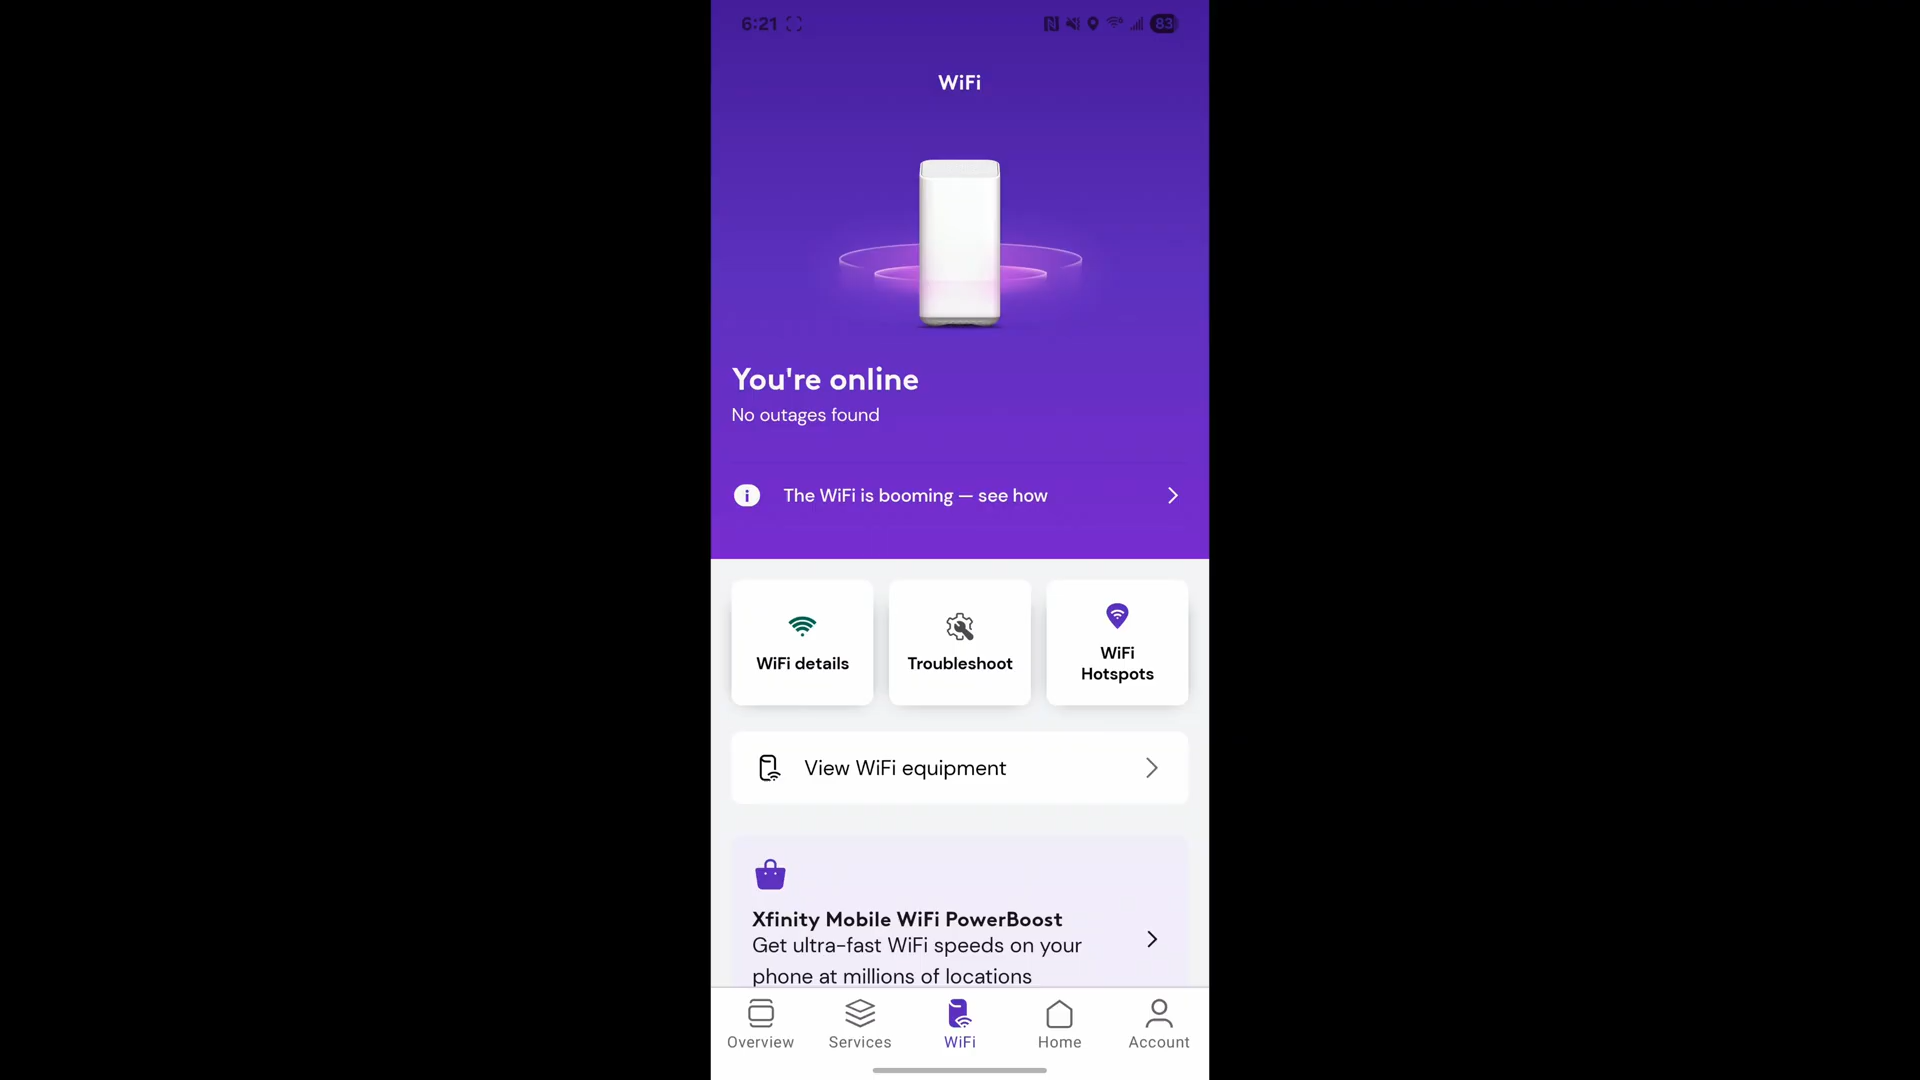 6:21
83
WiFi
You're online
No outages found
The WiFi is booming — see how
WiFi details
Troubleshoot
WiFi
Hotspots
View WiFi equipment
Xfinity Mobile WiFi PowerBoost
Get ultra-fast WiFi speeds on your
phone at millions of locations
Overview
Services
WiFi
Home
Account